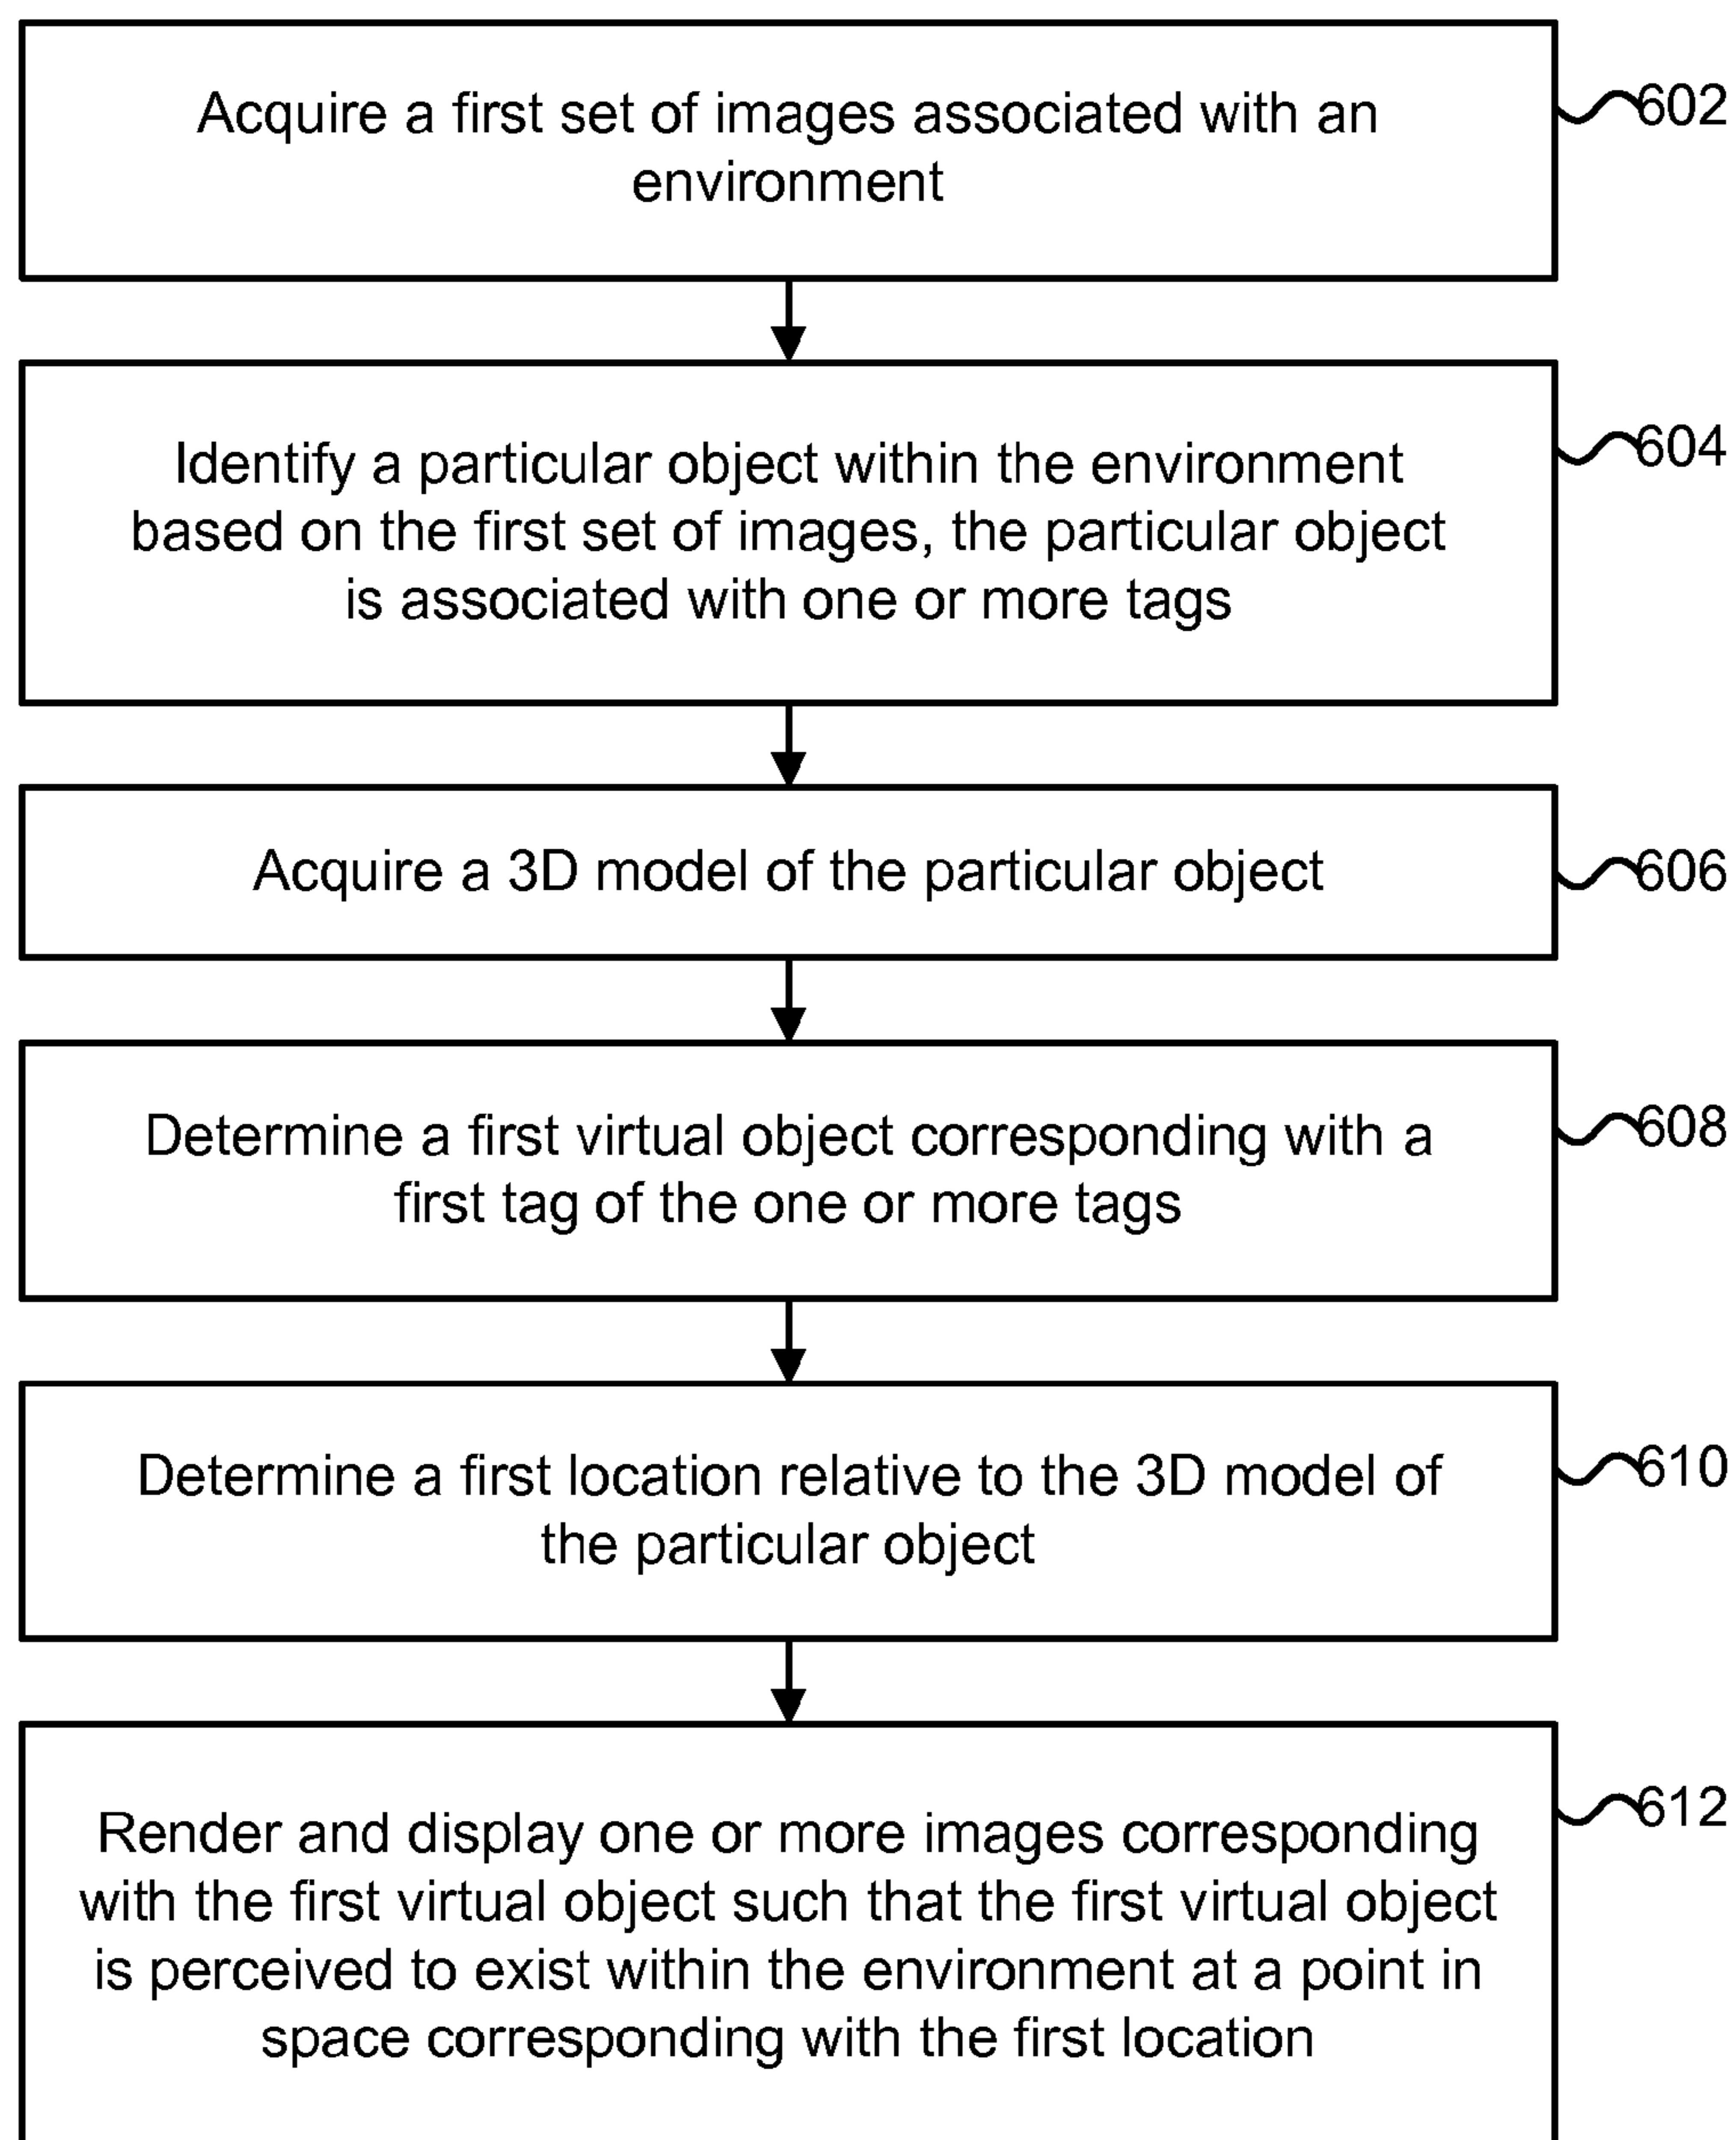 Acquire a first set of images associated with an
environment
602
Identify a particular object within the environment
based on the first set of images, the particular object
is associated with one or more tags
604
Acquire a 3D model of the particular object
606
Determine a first virtual object corresponding with a
first tag of the one or more tags
608
Determine a first location relative to the 3D model of
the particular object
610
Render and display one or more images corresponding
with the first virtual object such that the first virtual object
is perceived to exist within the environment at a point in
space corresponding with the first location
612